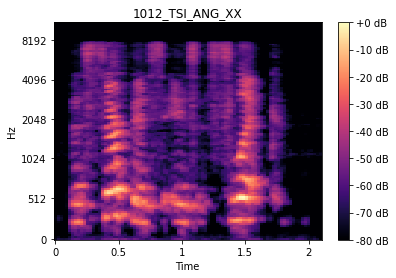 1012_TSI_ANG_XX
Hz
8192
4096
2048
1024
512
0
0
0.5
1
1.5
2
Time
+0 dB
-10 dB
-20 dB
-30 dB
-40 dB
-50 dB
-60 dB
-70 dB
-80 dB